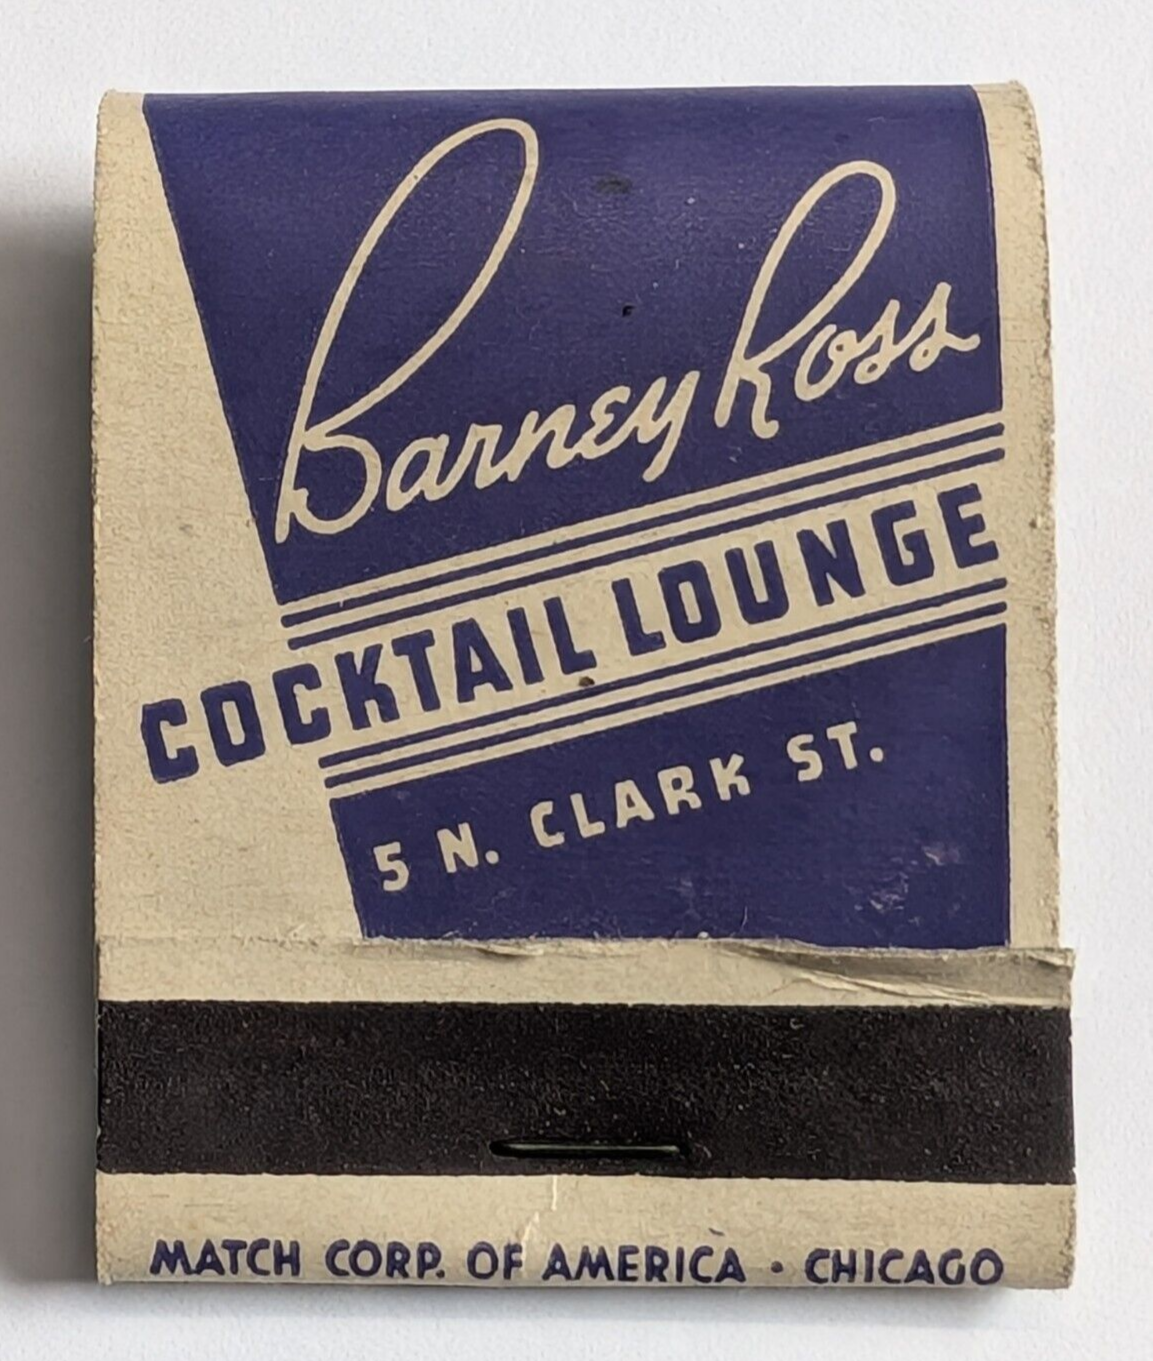 Barney Ross
COCKTAIL LOUNGE
5 N. CLARK ST.
MATCH CORP. OF AMERICA · CHICAGO